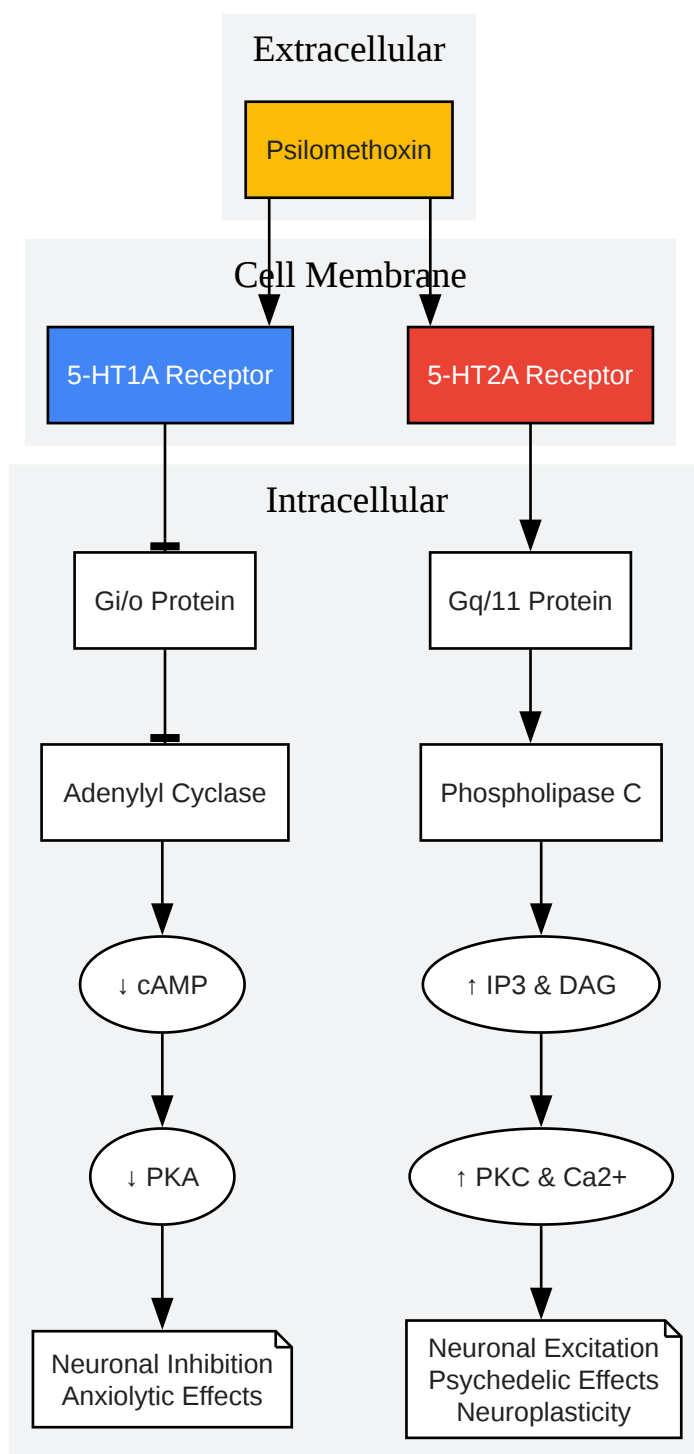 Extracellular
Psilomethoxin
Cell Membrane
5-HT1A Receptor
5-HT2A Receptor
Intracellular
Gi/o Protein
Gq/11 Protein
Adenylyl Cyclase
Phospholipase C
↓ cAMP
↑ IP3 & DAG
↓ PKA
↑ PKC & Ca2+
Neuronal Inhibition
Anxiolytic Effects
Neuronal Excitation
Psychedelic Effects
Neuroplasticity